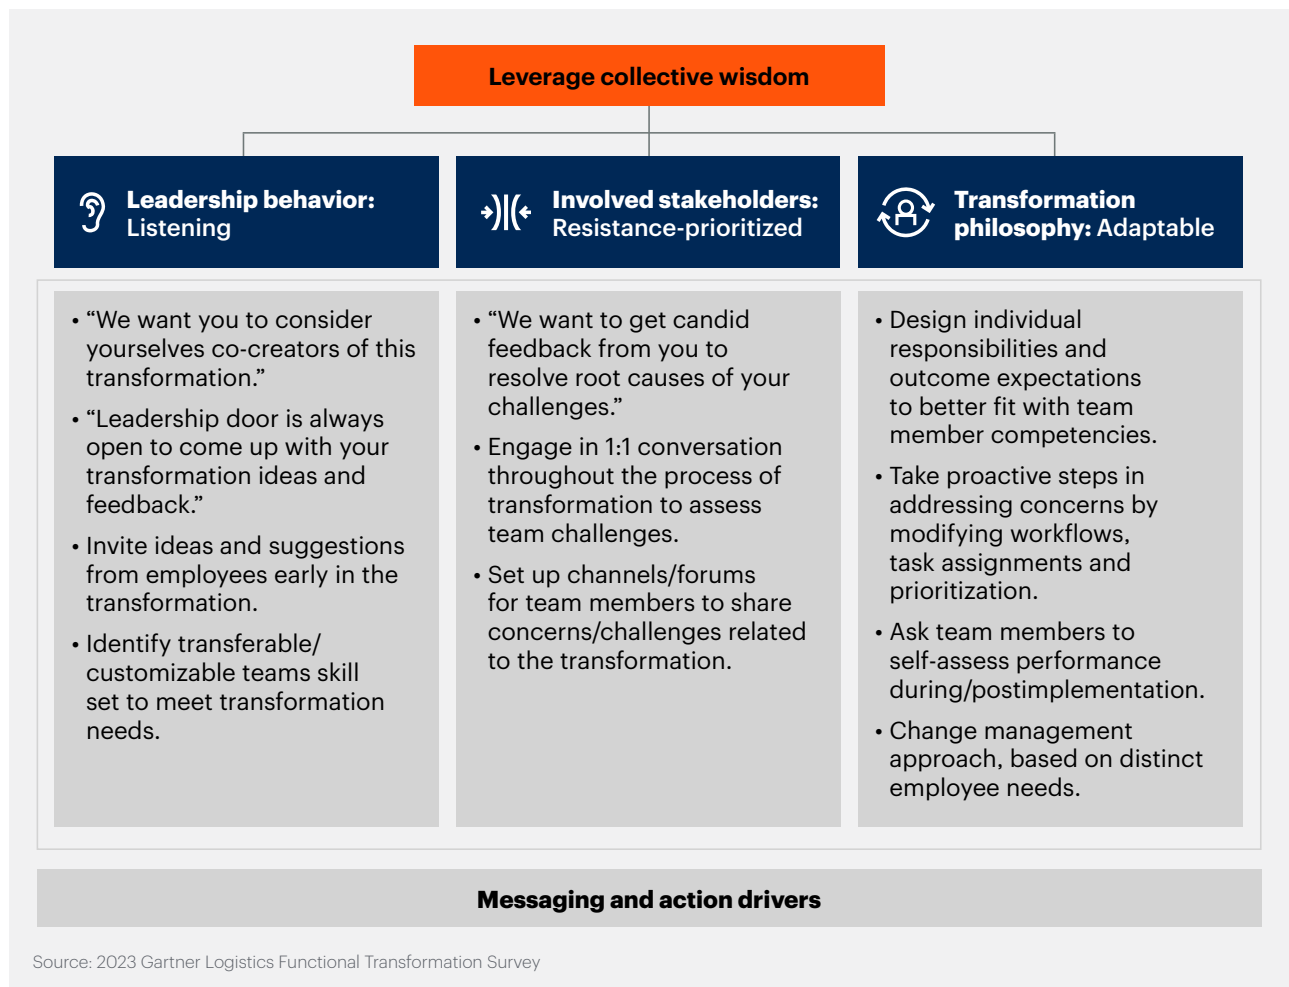 Leverage collective wisdom
Leadership behavior:
Listening
Involved stakeholders:
Resistance-prioritized
Transformation
philosophy: Adaptable
• “We want you to consider
yourselves co-creators of this
transformation.”
• “Leadership door is always
open to come up with your
transformation ideas and
feedback.”
• Invite ideas and suggestions
from employees early in the
transformation.
• Identify transferable/
customizable teams skill
set to meet transformation
needs.
• “We want to get candid
feedback from you to
resolve root causes of your
challenges.”
• Engage in 1:1 conversation
throughout the process of
transformation to assess
team challenges.
• Set up channels/forums
for team members to share
concerns/challenges related
to the transformation.
• Design individual
responsibilities and
outcome expectations
to better fit with team
member competencies.
• Take proactive steps in
addressing concerns by
modifying workflows,
task assignments and
prioritization.
• Ask team members to
self-assess performance
during/postimplementation.
• Change management
approach, based on distinct
employee needs.
Messaging and action drivers
Source: 2023 Gartner Logistics Functional Transformation Survey